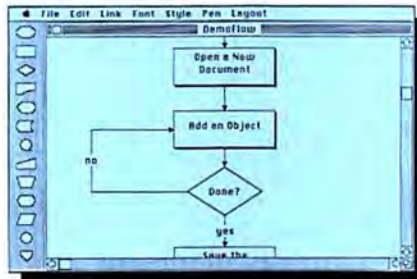 File Edit Link Font Style Pen Layout
Demoflow
Open a New
Document
Add an Object
no
Done?
yes
Save the